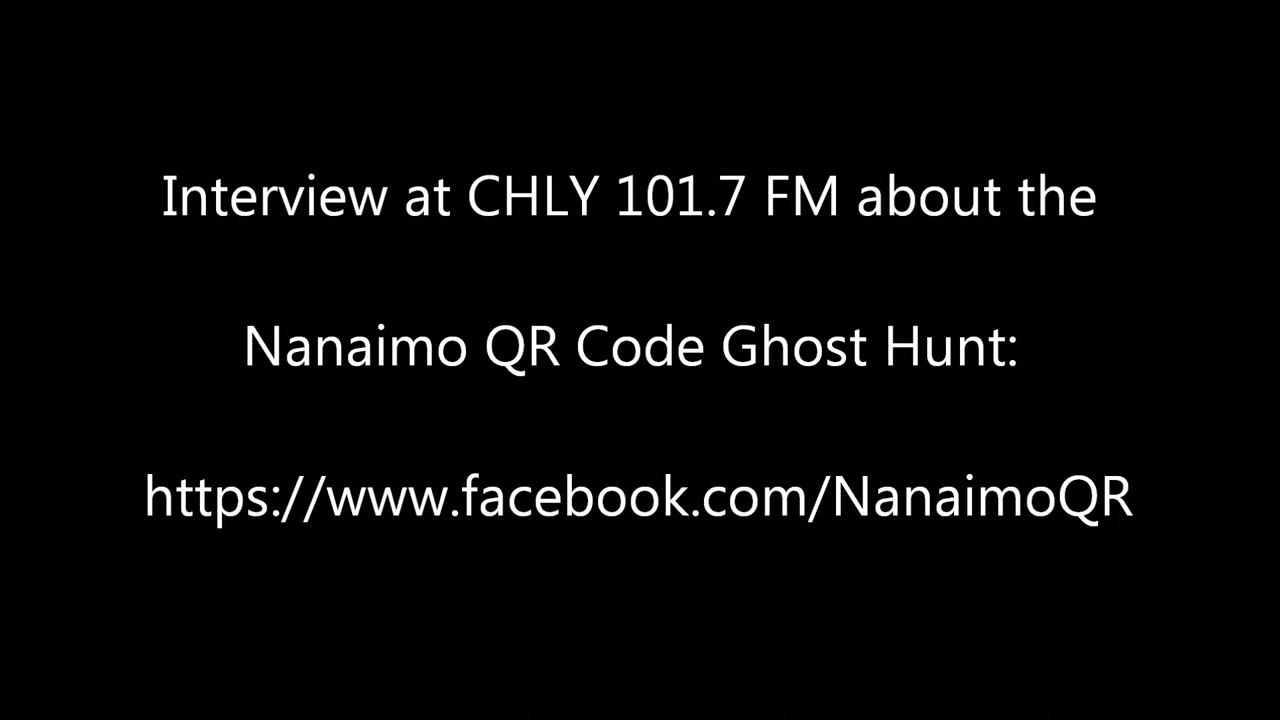 Interview at CHLY 101.7 FM about the
Nanaimo QR Code Ghost Hunt:
https://www.facebook.com/NanaimoQR